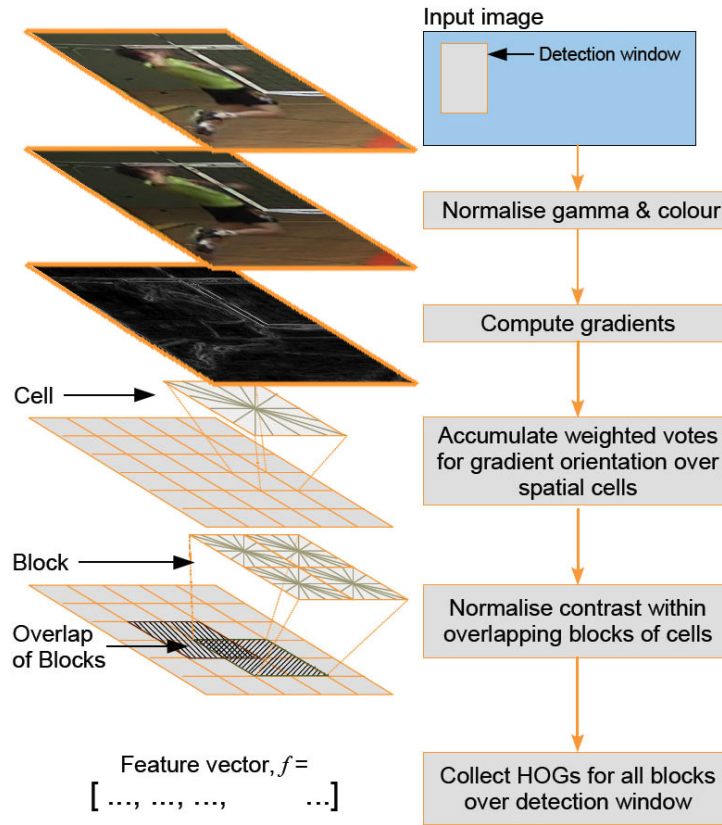 Input image
Detection window
Normalise gamma & colour
Compute gradients
Cell
Accumulate weighted votes
for gradient orientation over
spatial cells
Block
Normalise contrast within
overlapping blocks of cells
Overlap
of Blocks
Feature vector, f =
[ ..., ..., ..., ...]
Collect HOGs for all blocks
over detection window